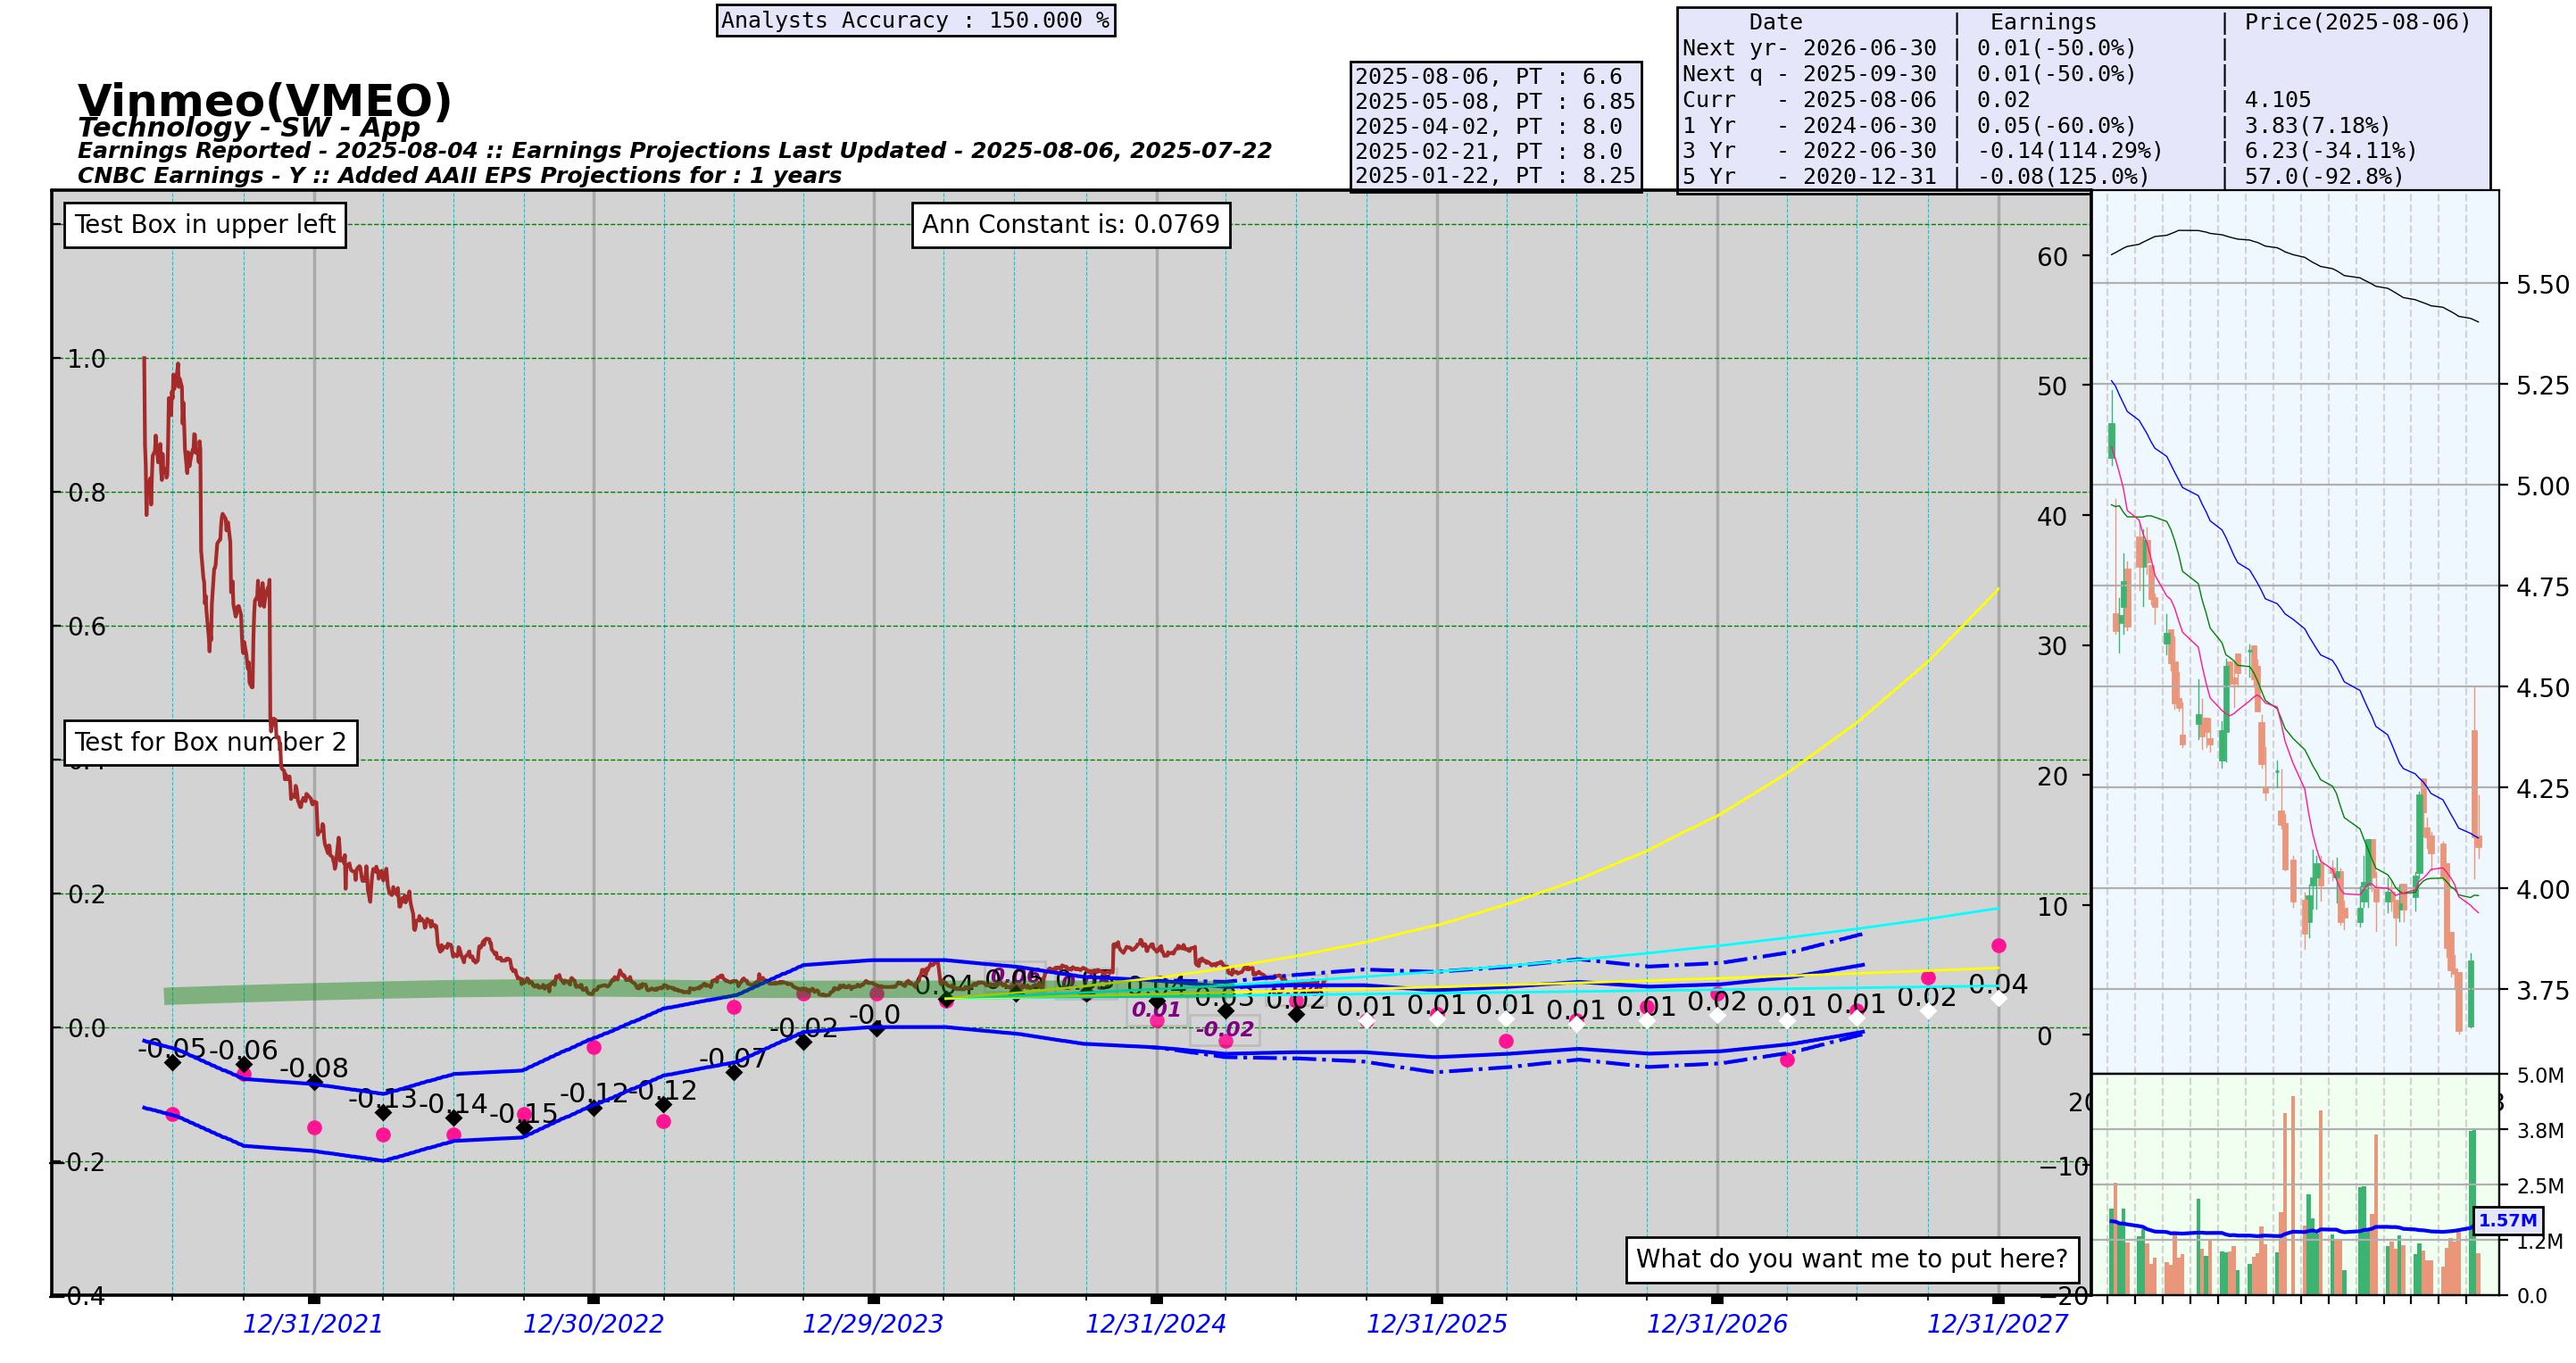 Analysts Accuracy : 150.000 %
Date | Earnings | Price(2025-08-06)
Next yr- 2026-06-30 | 0.01(-50.0%) |
Next q - 2025-09-30 | 0.01(-50.0%) |
Curr - 2025-08-06 | 0.02 | 4.105
1 Yr - 2024-06-30 | 0.05(-60.0%) | 3.83(7.18%)
3 Yr - 2022-06-30 | -0.14(114.29%) | 6.23(-34.11%)
5 Yr - 2020-12-31 | -0.08(125.0%) | 57.0(-92.8%)
2025-08-06, PT : 6.6
2025-05-08, PT : 6.85
2025-04-02, PT : 8.0
2025-02-21, PT : 8.0
2025-01-22, PT : 8.25
Vinmeo(VMEO)
Technology - SW - App
Earnings Reported - 2025-08-04 :: Earnings Projections Last Updated - 2025-08-06, 2025-07-22
CNBC Earnings - Y :: Added AAII EPS Projections for : 1 years
Test Box in upper left
Ann Constant is: 0.0769
Test for Box number 2
What do you want me to put here?
1.0
0.8
0.6
0.2
0.0
−0.2
−0.4
60
50
40
30
20
10
0
−10
−20
5.50
5.25
5.00
4.75
4.50
4.25
4.00
3.75
5.0M
3.8M
2.5M
1.57M
1.2M
0.0
-0.05
-0.06
-0.08
-0.13
-0.14
-0.15
-0.12
-0.12
-0.07
-0.02
-0.0
0.04
0.05
0.04
0.03
0.02
0.01
0.01
0.01
0.01
0.01
0.02
0.01
0.01
0.02
0.04
0.01
-0.02
12/31/2021
12/30/2022
12/29/2023
12/31/2024
12/31/2025
12/31/2026
12/31/2027